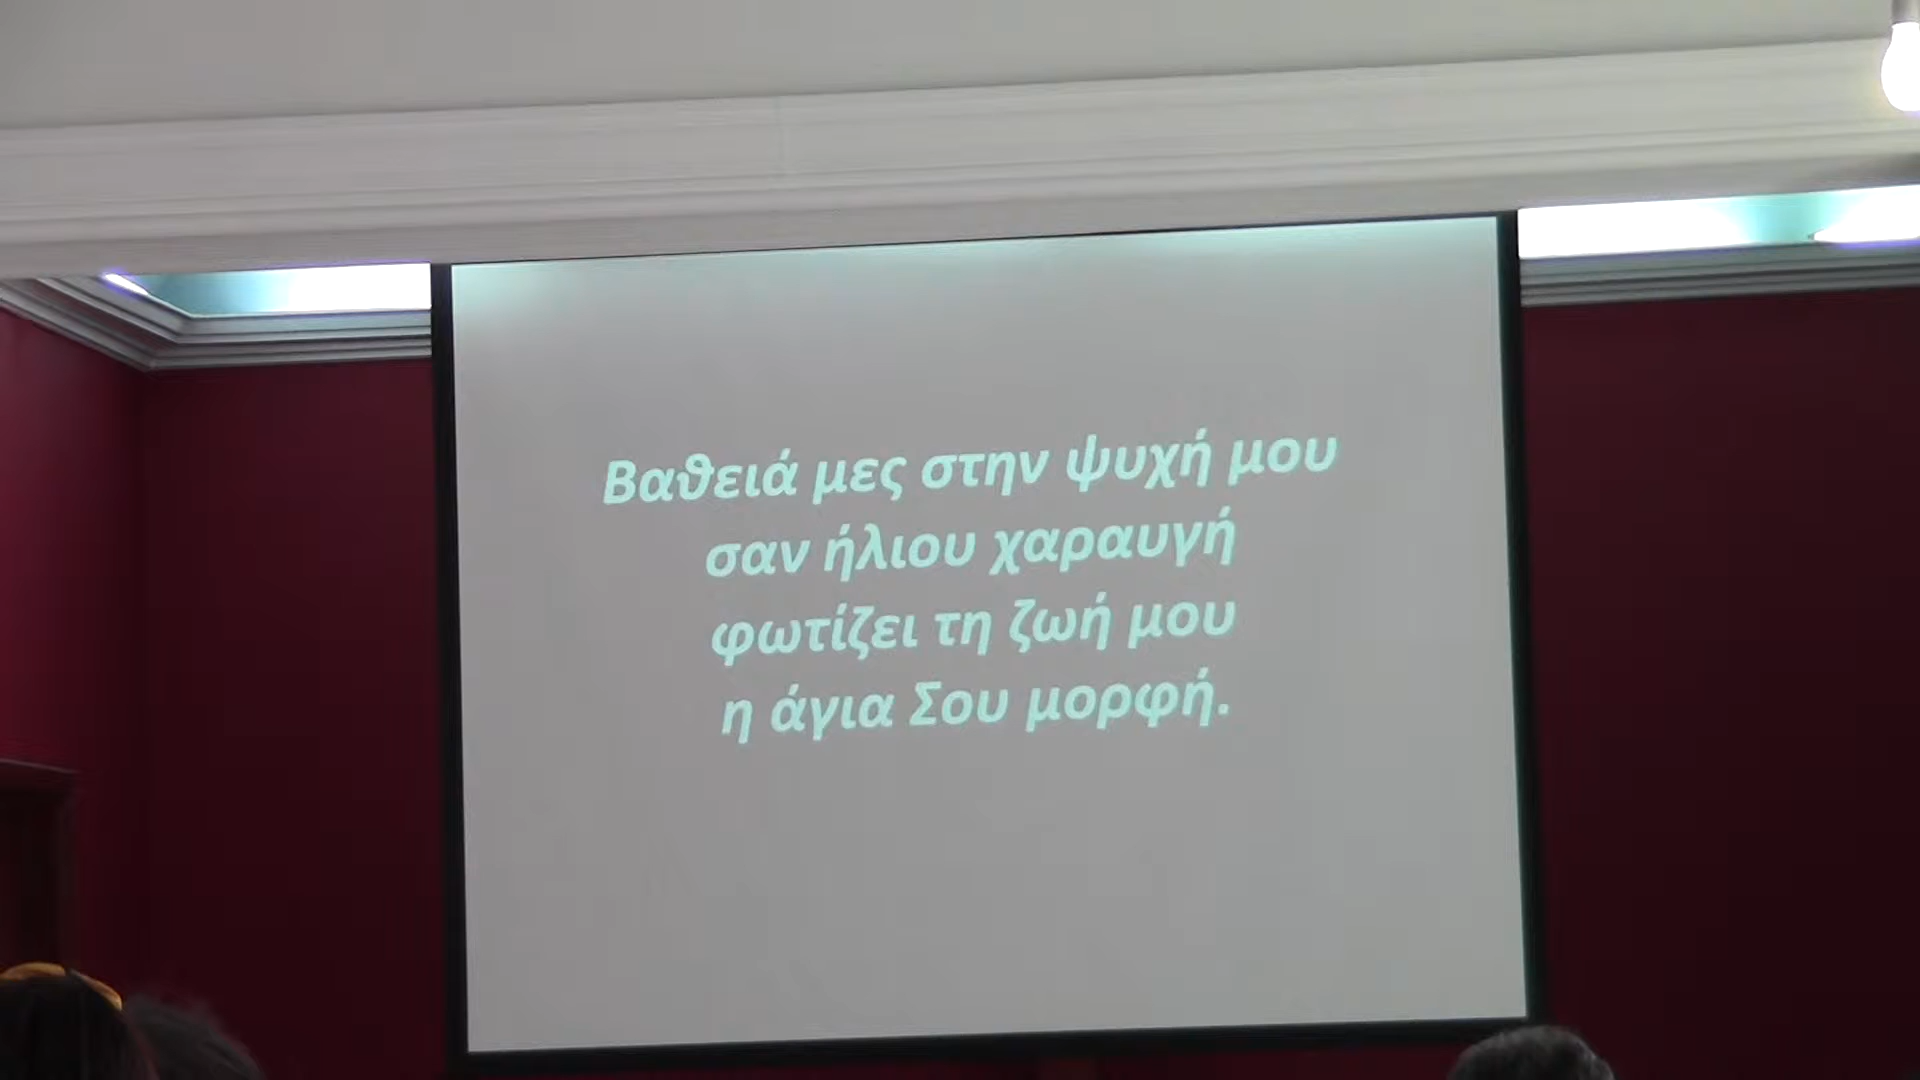 Βαθειά μες στην ψυχή μου
σαν ήλιου χαραυγή
φωτίζει τη ζωή μου
η άγια Σου μορφή.